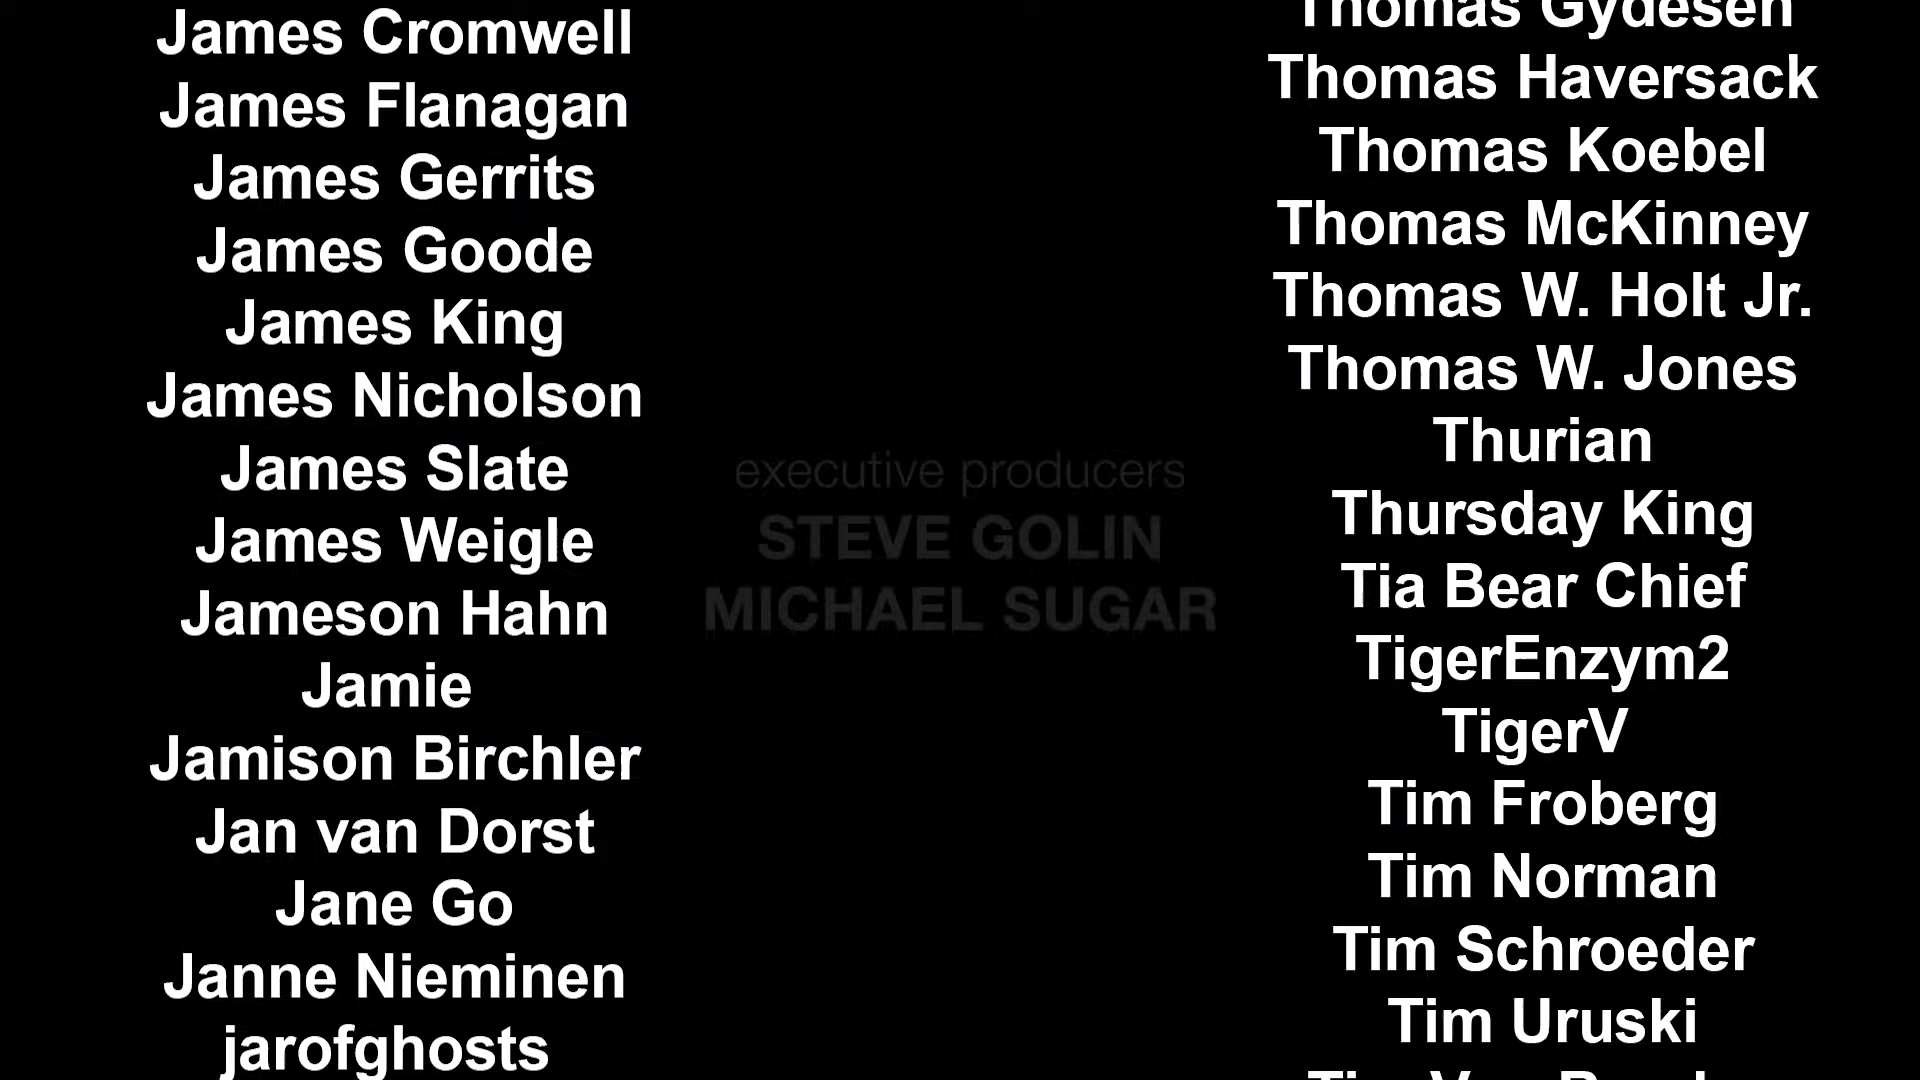 James Cromwell
James Flanagan
James Gerrits
James Goode
James King
James Nicholson
James Slate
James Weigle
Jameson Hahn
Jamie
Jamison Birchler
Jan van Dorst
Jane Go
Janne Nieminen
jarofghosts
executive producers
STEVE GOLIN
MICHAEL SUGAR
Thomas Gydesen
Thomas Haversack
Thomas Koebel
Thomas McKinney
Thomas W. Holt Jr.
Thomas W. Jones
Thurian
Thursday King
Tia Bear Chief
TigerEnzym2
TigerV
Tim Froberg
Tim Norman
Tim Schroeder
Tim Uruski